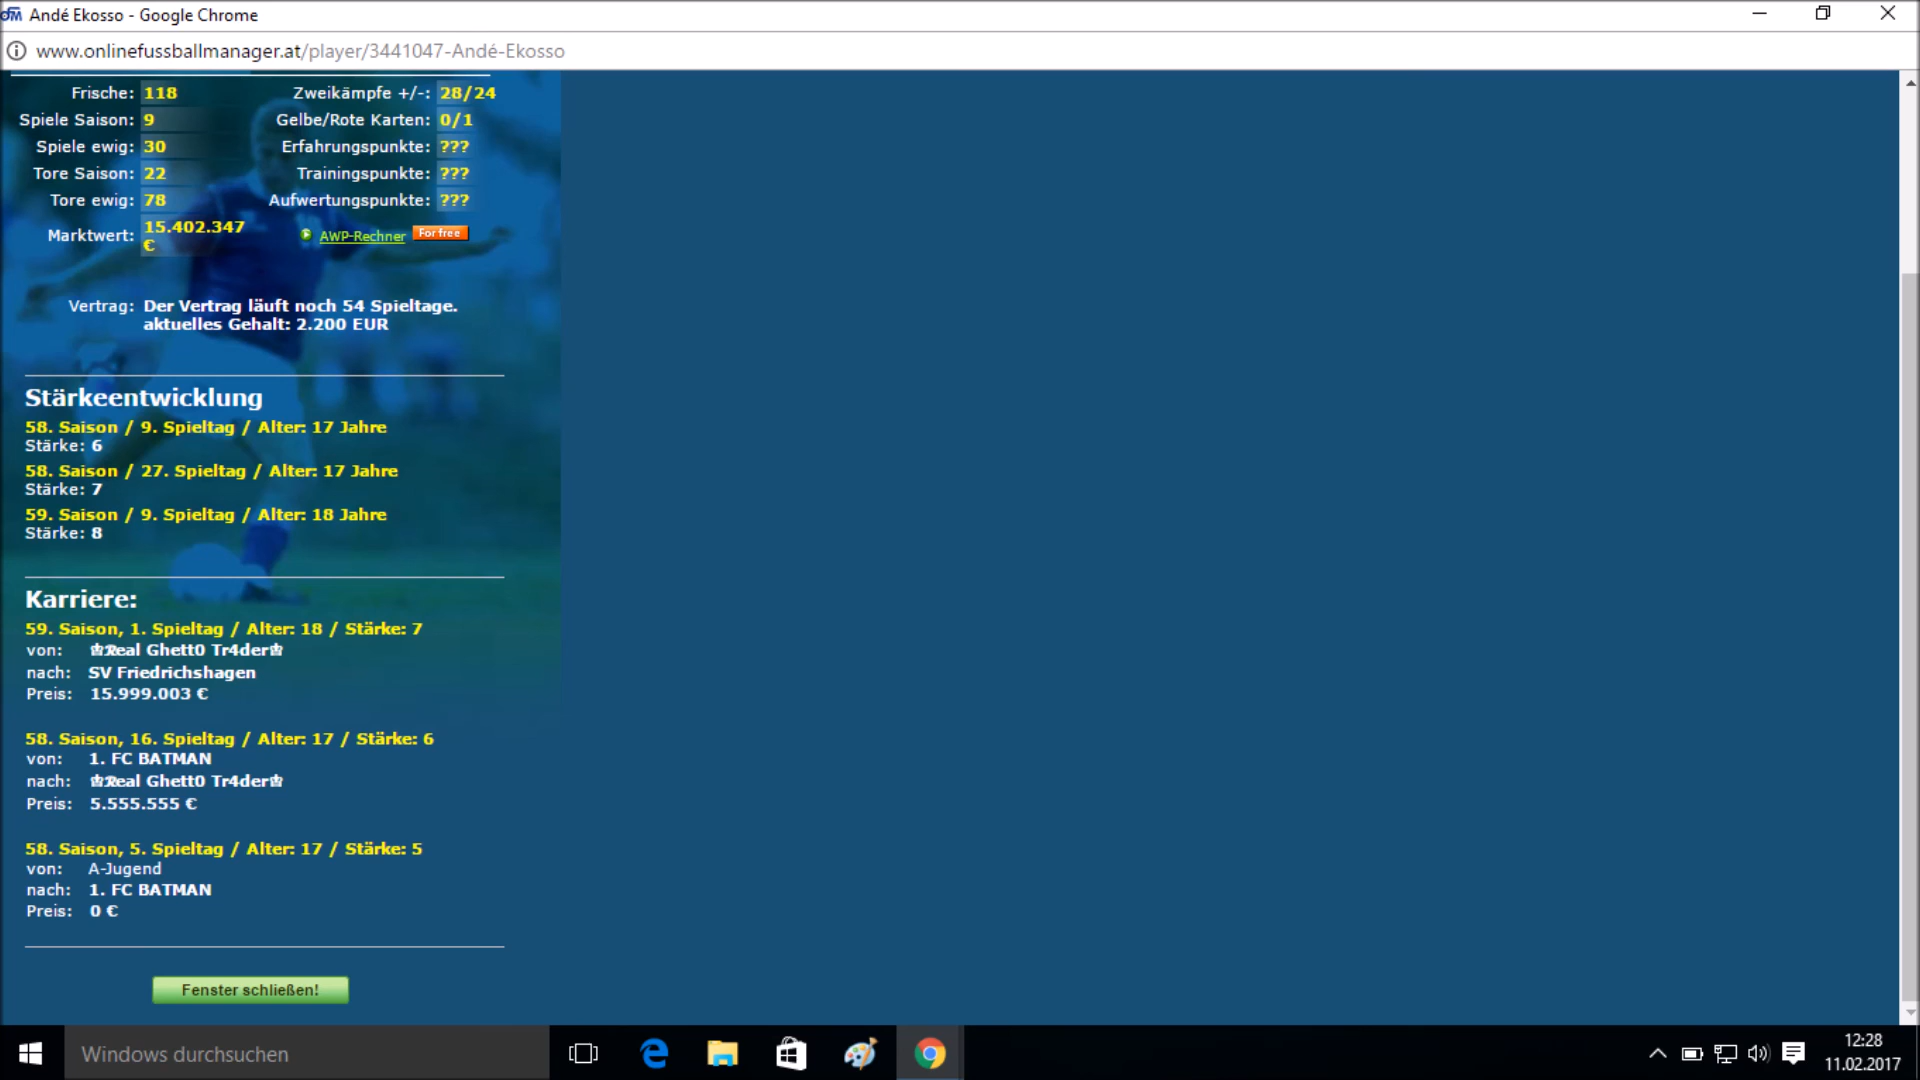 Andé Ekosso - Google Chrome
www.onlinefussballmanager.at/player/3441047-Andé-Ekosso
Frische: 118 Zweikämpfe +/-: 28/24
Spiele Saison: 9 Gelbe/Rote Karten: 0/1
Spiele ewig: 30 Erfahrungspunkte: ???
Tore Saison: 22 Trainingspunkte: ???
Tore ewig: 78 Aufwertungspunkte: ???
Marktwert: 15.402.347 € AWP-Rechner For free
Vertrag: Der Vertrag läuft noch 54 Spieltage.
aktuelles Gehalt: 2.200 EUR
Stärkeentwicklung
58. Saison / 9. Spieltag / Alter: 17 Jahre
Stärke: 6
58. Saison / 27. Spieltag / Alter: 17 Jahre
Stärke: 7
59. Saison / 9. Spieltag / Alter: 18 Jahre
Stärke: 8
Karriere:
59. Saison, 1. Spieltag / Alter: 18 / Stärke: 7
von: ♔Real Ghett0 Tr4der♔
nach: SV Friedrichshagen
Preis: 15.999.003 €
58. Saison, 16. Spieltag / Alter: 17 / Stärke: 6
von: 1. FC BATMAN
nach: ♔Real Ghett0 Tr4der♔
Preis: 5.555.555 €
58. Saison, 5. Spieltag / Alter: 17 / Stärke: 5
von: A-Jugend
nach: 1. FC BATMAN
Preis: 0 €
Fenster schließen!
Windows durchsuchen
12:28
11.02.2017